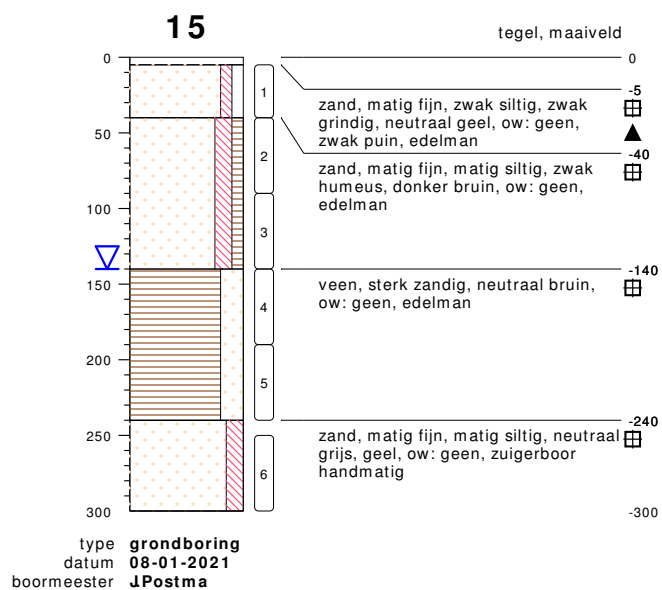 15
tegel, maaiveld
0
0
-5
1
zand, matig fijn, zwak siltig, zwak
grindig, neutraal geel, ow: geen,
zwak puin, edelman
50
-40
2
zand, matig fijn, matig siltig, zwak
humeus, donker bruin, ow: geen,
edelman
100
3
-140
150
4
veen, sterk zandig, neutraal bruin,
ow: geen, edelman
200
5
-240
250
zand, matig fijn, matig siltig, neutraal
grijs, geel, ow: geen, zuigerboor
handmatig
6
300
-300
type grondboring
datum 08-01-2021
boormeester JPostma